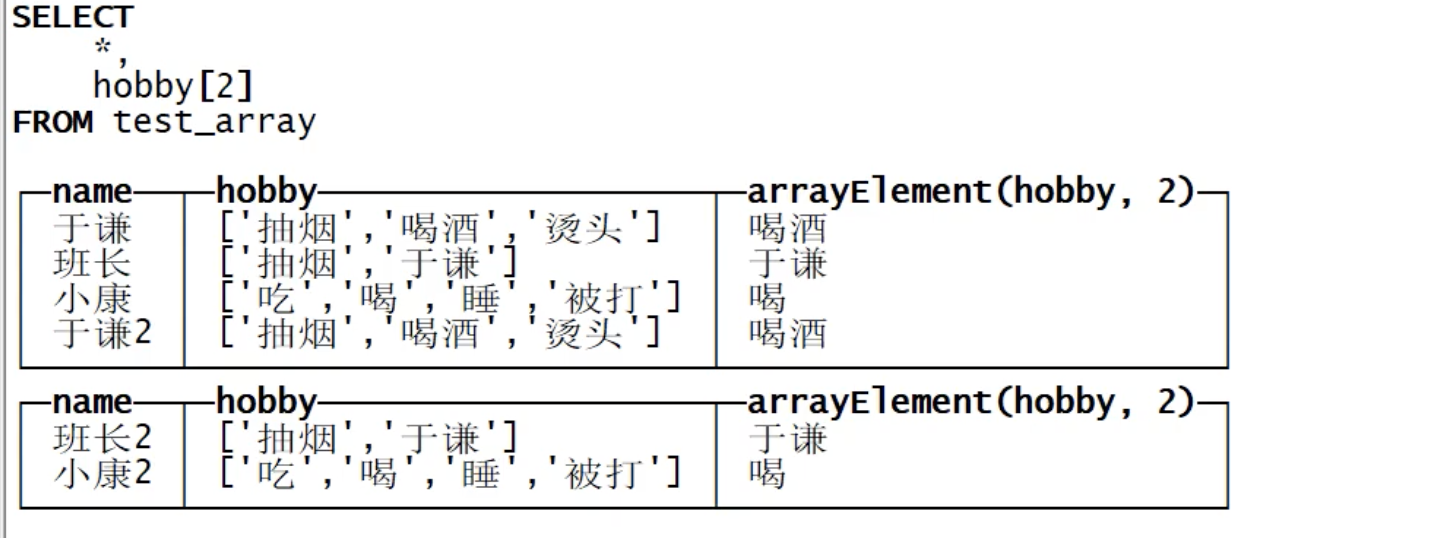 SELECT
*,
hobby[2]
FROM test_array
name hobby arrayElement(hobby, 2)
于谦 ['抽烟','喝酒','烫头'] 喝酒
班长 ['抽烟','于谦'] 于谦
小康 ['吃','喝','睡','被打'] 喝
于谦2 ['抽烟','喝酒','烫头'] 喝酒
name hobby arrayElement(hobby, 2)
班长2 ['抽烟','于谦'] 于谦
小康2 ['吃','喝','睡','被打'] 喝